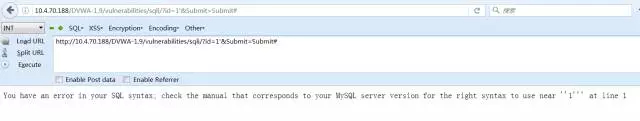 10.4.70.188/DVWA-1.9/vulnerabilities/sqli/?id=1'&Submit=Submit#
搜索
INT
SQL▾ XSS▾ Encryption▾ Encoding▾ Other▾
Load URL
http://10.4.70.188/DVWA-1.9/vulnerabilities/sqli/?id=1'&Submit=Submit#
Split URL
Execute
Enable Post data Enable Referrer
You have an error in your SQL syntax; check the manual that corresponds to your MySQL server version for the right syntax to use near ''1''' at line 1